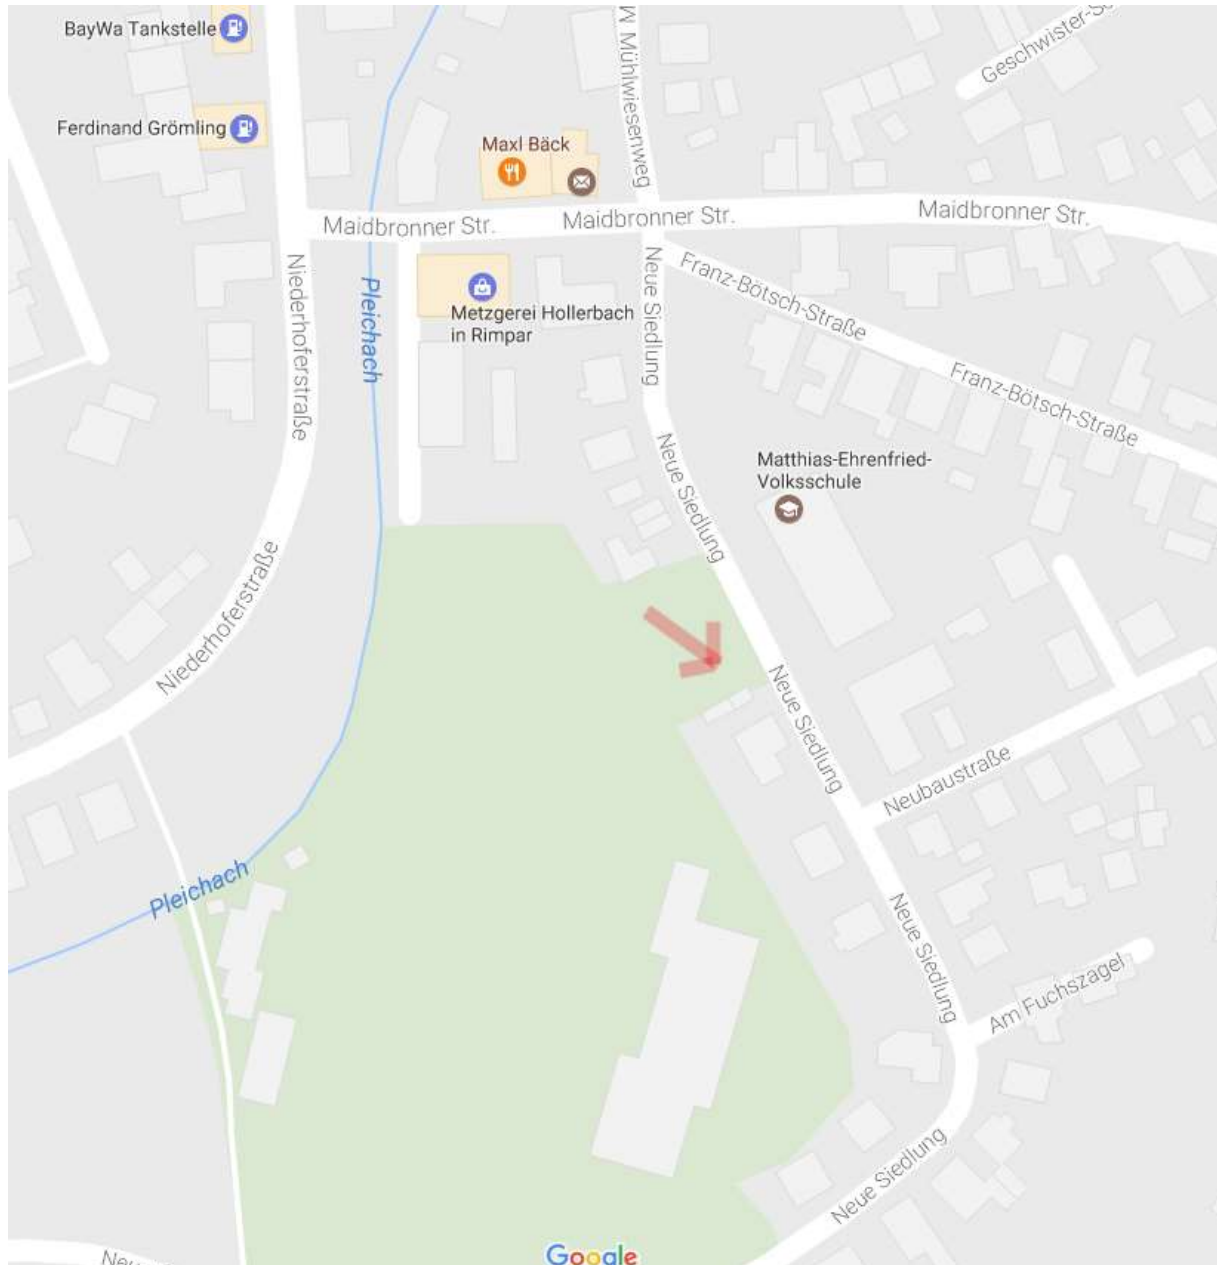 BayWa Tankstelle
Geschwister-S
M Mühlwiesenweg
Ferdinand Grömling
Maxl Bäck
Maidbronner Str.
Maidbronner Str.
Maidbronner Str.
Niederhoferstraße
Pleichach
Neue Siedlung
Franz-Bötsch-Straße
Metzgerei Hollerbach
in Rimpar
Franz-Bötsch-Straße
Neue Siedlung
Matthias-Ehrenfried-
Volksschule
Niederhoferstraße
Neue Siedlung
Neubaustraße
Pleichach
Neue Siedlung
Am Fuchszagel
Neue Siedlung
Google